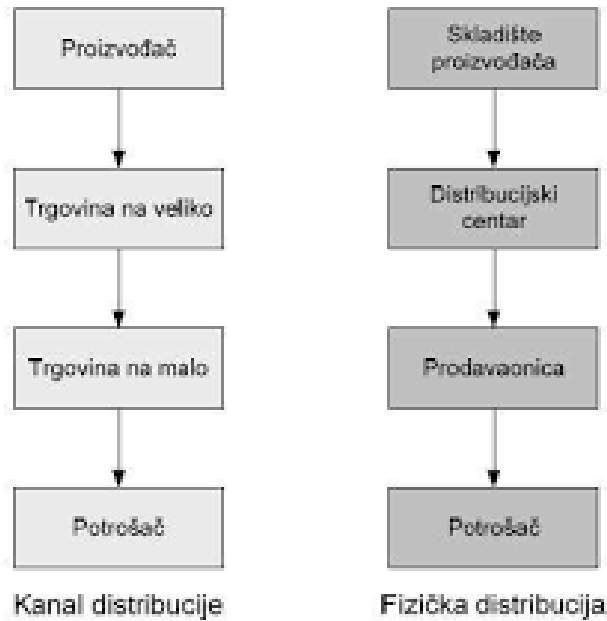 Proizvođač
Trgovina na veliko
Trgovina na malo
Potrošač
Kanal distribucije
Skladište
proizvođača
Distribucijski
centar
Prodavaonica
Potrošač
Fizička distribucija